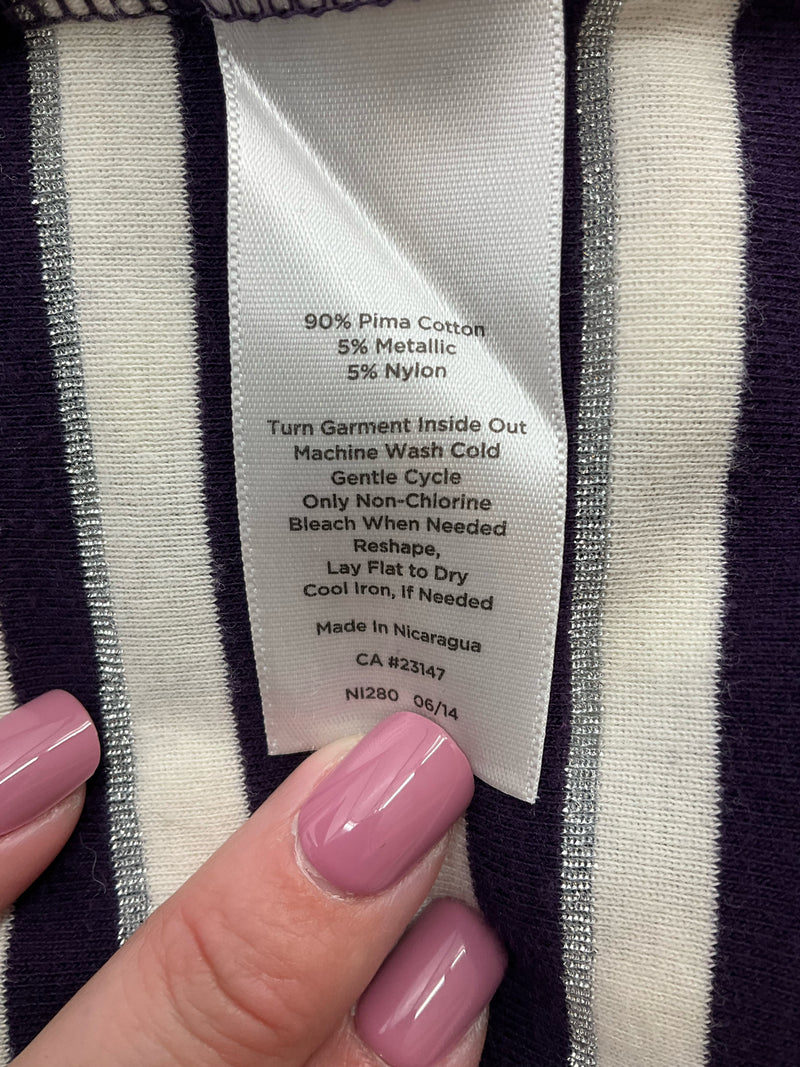 90% Pima Cotton
5% Metallic
5% Nylon
Turn Garment Inside Out
Machine Wash Cold
Gentle Cycle
Only Non-Chlorine
Bleach When Needed
Reshape,
Lay Flat to Dry
Cool Iron, If Needed
Made In Nicaragua
CA #23147
NI280 06/14